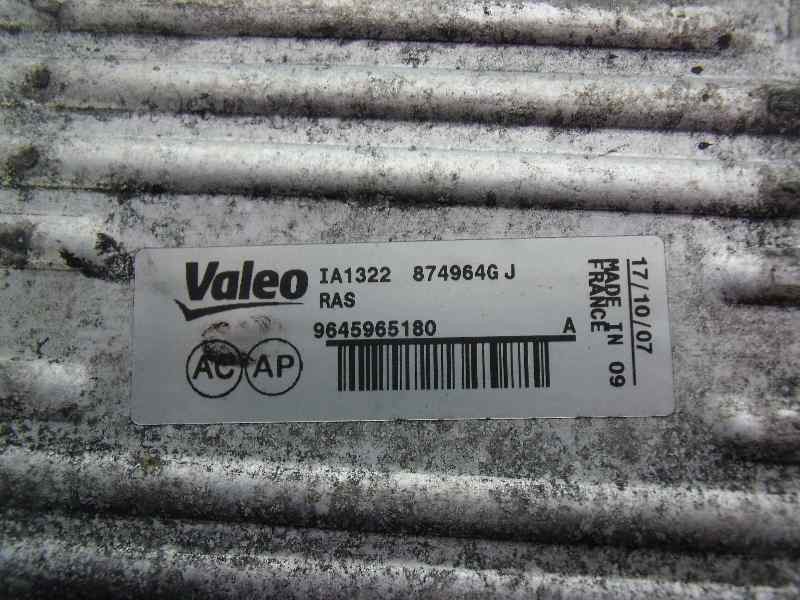 Valeo IA1322 874964G J
RAS
9645965180 A
AC AP
17/10/07
MADE IN 09
FRANCE